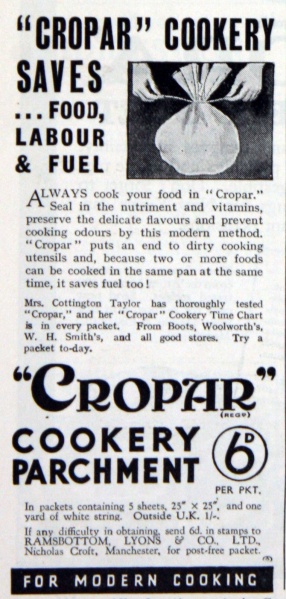 "CROPAR" COOKERY
SAVES
...FOOD,
LABOUR
& FUEL
ALWAYS cook your food in "Cropar."
Seal in the nutriment and vitamins,
preserve the delicate flavours and prevent
cooking odours by this modern method.
"Cropar" puts an end to dirty cooking
utensils and, because two or more foods
can be cooked in the same pan at the same
time, it saves fuel too!
Mrs. Cottington Taylor has thoroughly tested
"Cropar," and her "Cropar" Cookery Time Chart
is in every packet. From Boots, Woolworth's,
W. H. Smith's, and all good stores. Try a
packet to-day.
"CROPAR"
(REGD)
COOKERY
PARCHMENT
6D
PER PKT.
In packets containing 5 sheets, 25" × 25", and one
yard of white string. Outside U.K. 1/-.
If any difficulty in obtaining, send 6d. in stamps to
RAMSBOTTOM, LYONS & CO., LTD.,
Nicholas Croft, Manchester, for post-free packet.
FOR MODERN COOKING